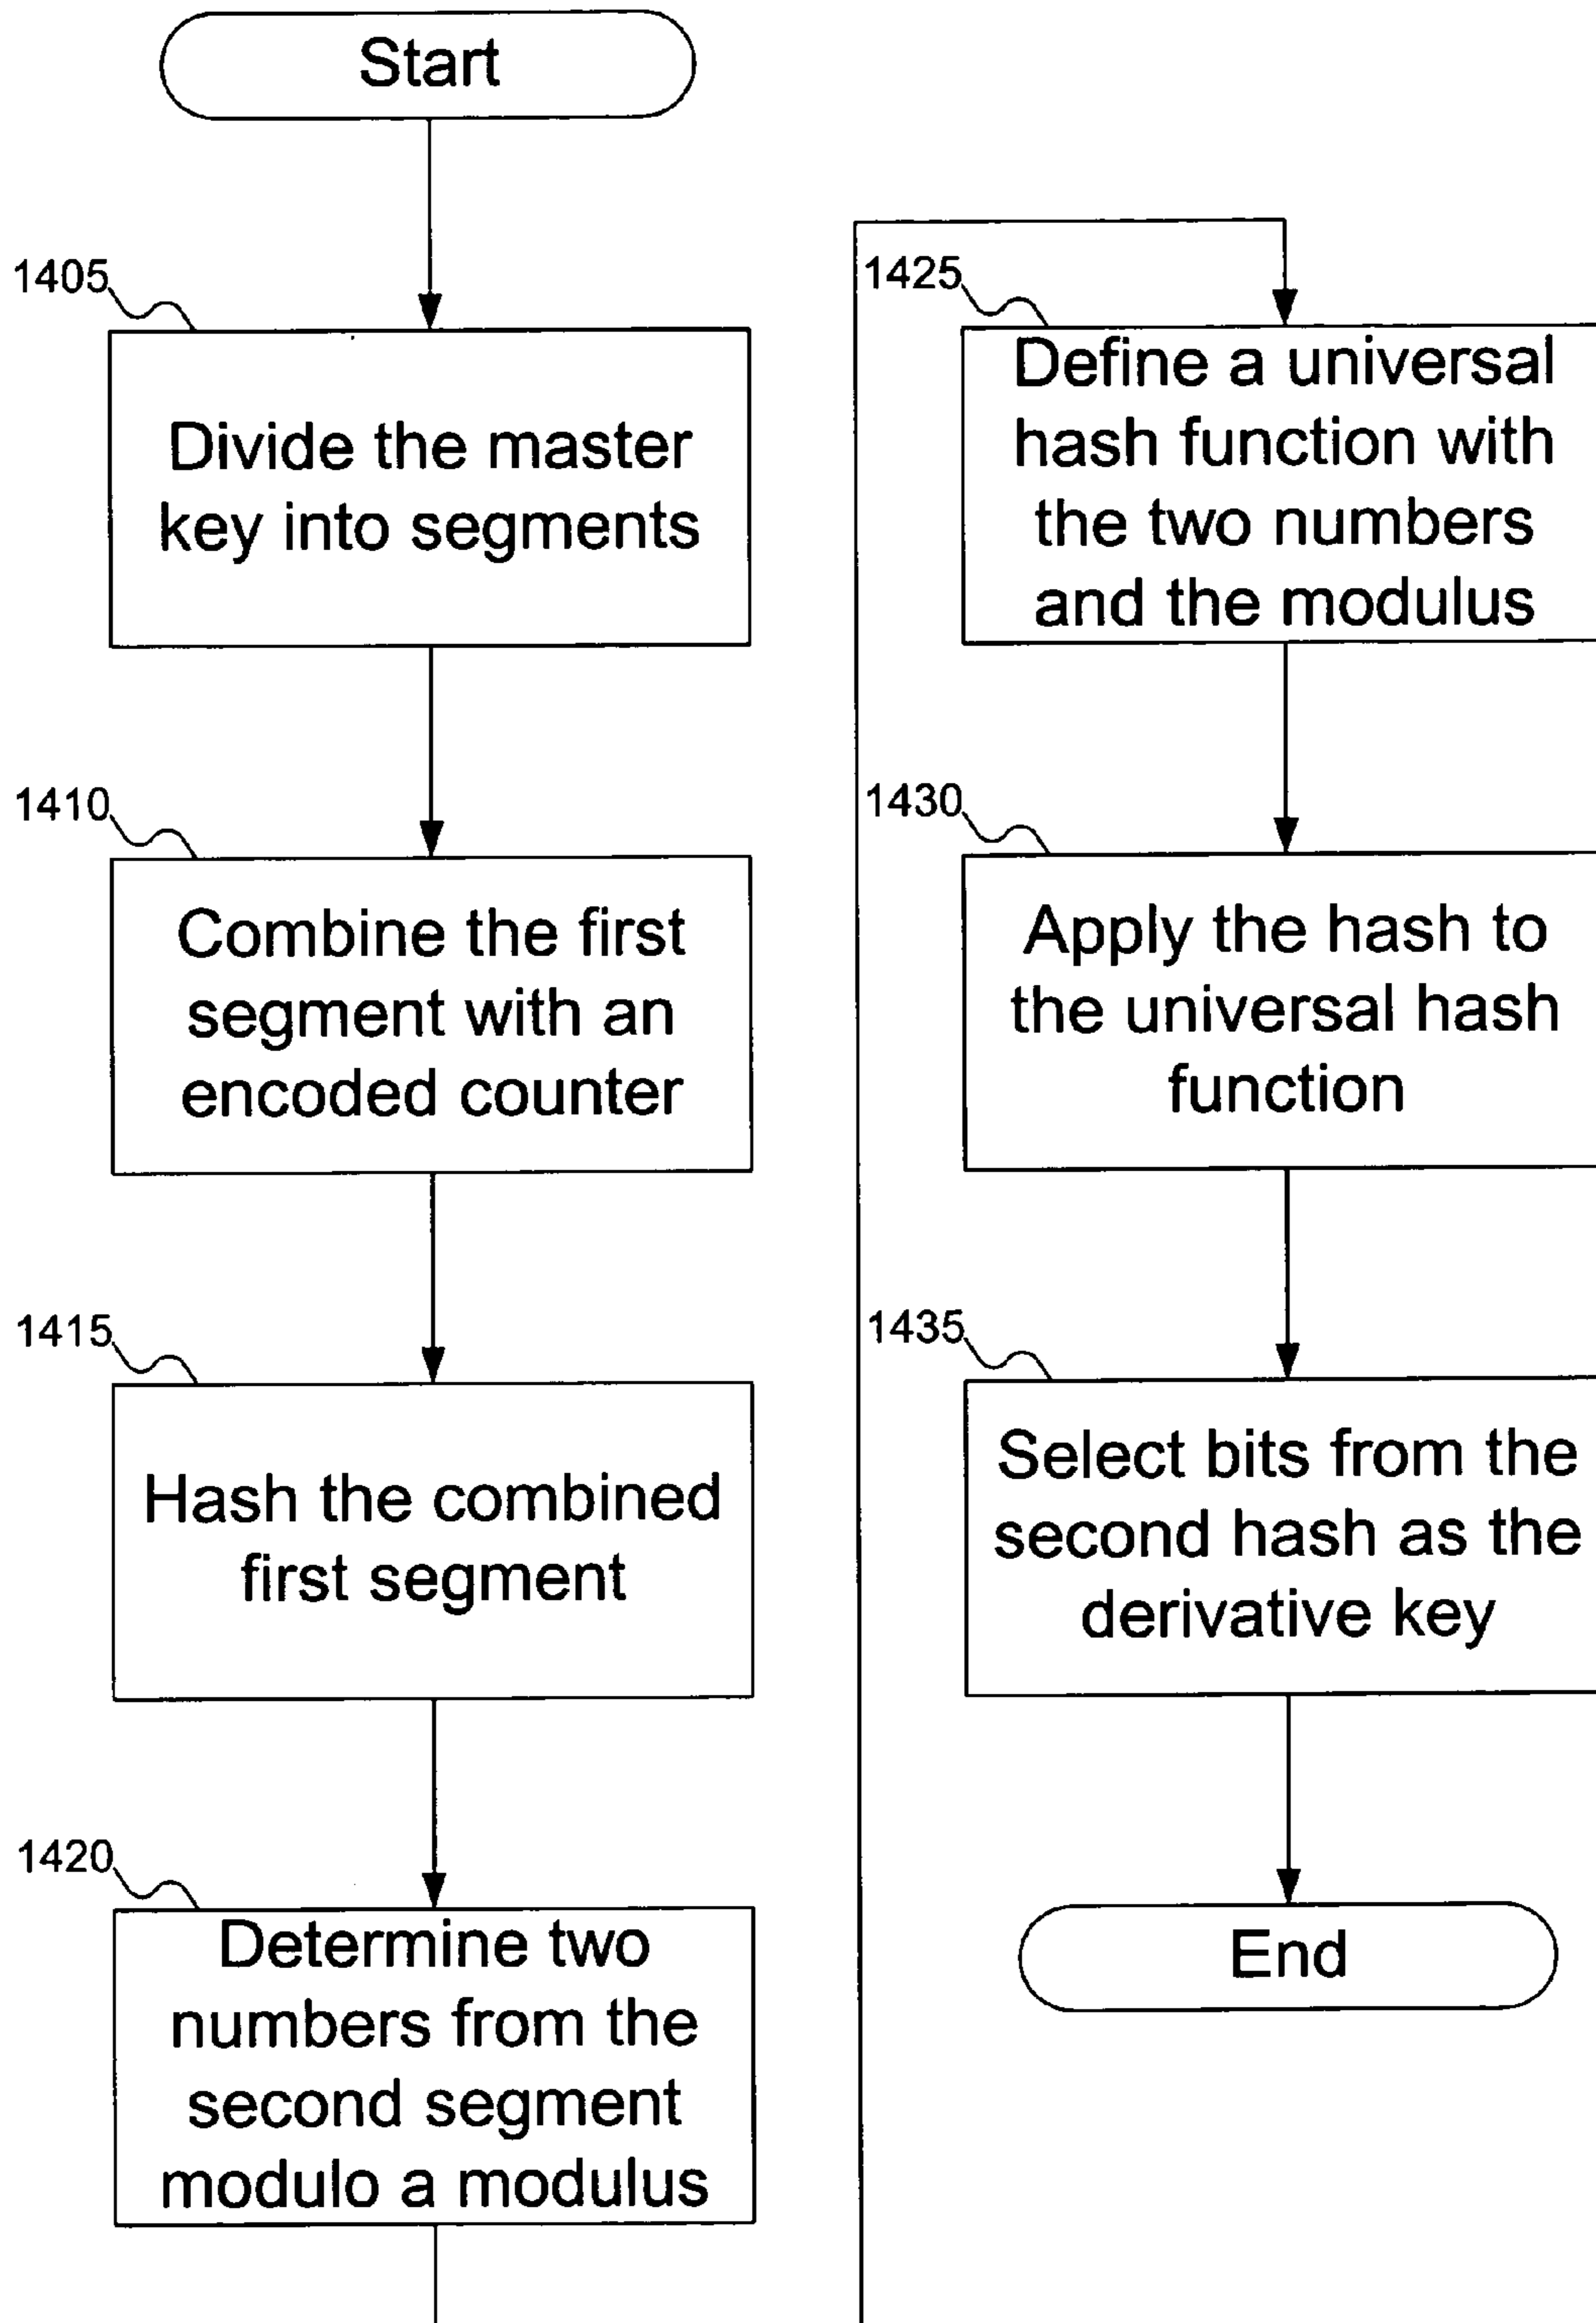 Start
1405
Divide the master
key into segments
1410
Combine the first
segment with an
encoded counter
1415
Hash the combined
first segment
1420
Determine two
numbers from the
second segment
modulo a modulus
1425
Define a universal
hash function with
the two numbers
and the modulus
1430
Apply the hash to
the universal hash
function
1435
Select bits from the
second hash as the
derivative key
End